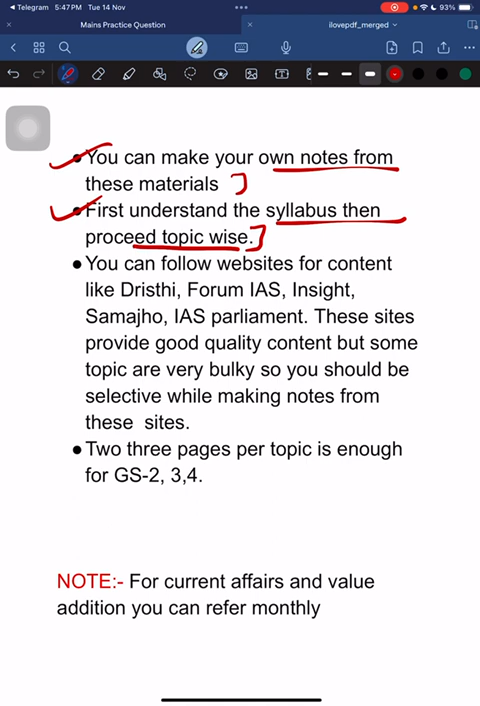 Telegram 5:47 PM Tue 14 Nov 93%
Mains Practice Question ilovepdf_merged
ilovepdf_merged
You can make your own notes from
these materials
First understand the syllabus then
proceed topic wise.
You can follow websites for content
like Dristhi, Forum IAS, Insight,
Samajho, IAS parliament. These sites
provide good quality content but some
topic are very bulky so you should be
selective while making notes from
these sites.
Two three pages per topic is enough
for GS-2, 3,4.
NOTE:- For current affairs and value
addition you can refer monthly